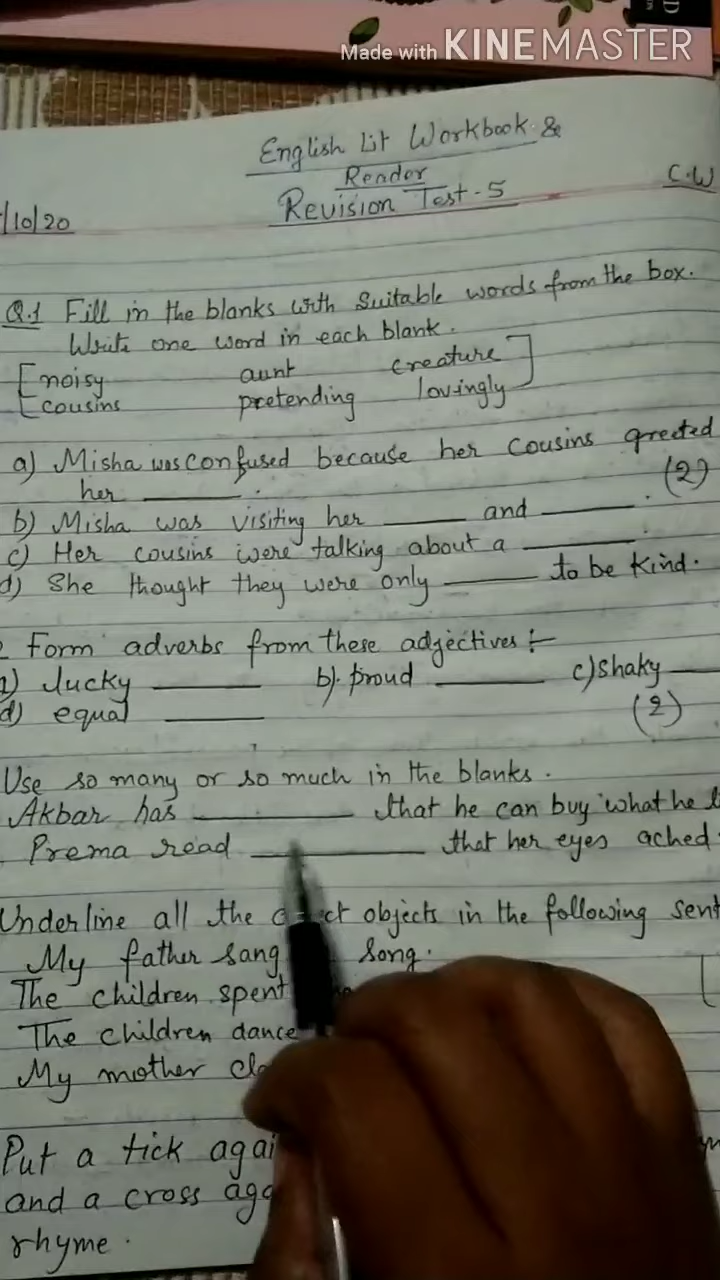 Made with KINEMASTER
English Lit Workbook &
Reader
Revision Test-5
C.W
/10/20
Q.1 Fill in the blanks with suitable words from the box.
Write one word in each blank.
noisy aunt creature
cousins pretending lovingly
a) Misha was confused because her cousins greeted
her ______. (2)
b) Misha was visiting her ______ and ______.
c) Her cousins were talking about a ______.
d) She thought they were only ______ to be kind.
Form adverbs from these adjectives :-
lucky ______ b). proud ______ c) shaky ______
d) equal ______ (2)
Use so many or so much in the blanks.
Akbar has ______ that he can buy what he
Prema read ______ that her eyes ached
Underline all the objects in the following
My father sang song.
The children spent
The children dance
My mother
Put a tick
and a cross
rhyme.